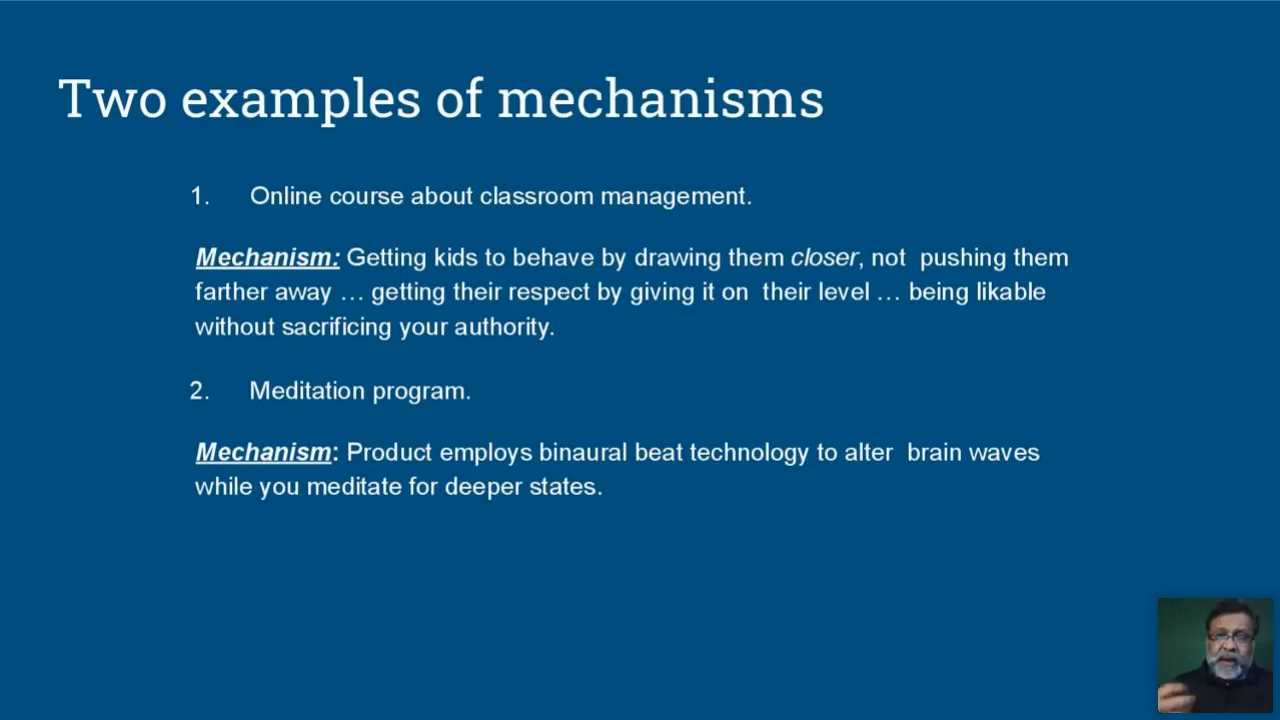 Two examples of mechanisms
1. Online course about classroom management.
Mechanism: Getting kids to behave by drawing them closer, not pushing them
farther away … getting their respect by giving it on their level … being likable
without sacrificing your authority.
2. Meditation program.
Mechanism: Product employs binaural beat technology to alter brain waves
while you meditate for deeper states.